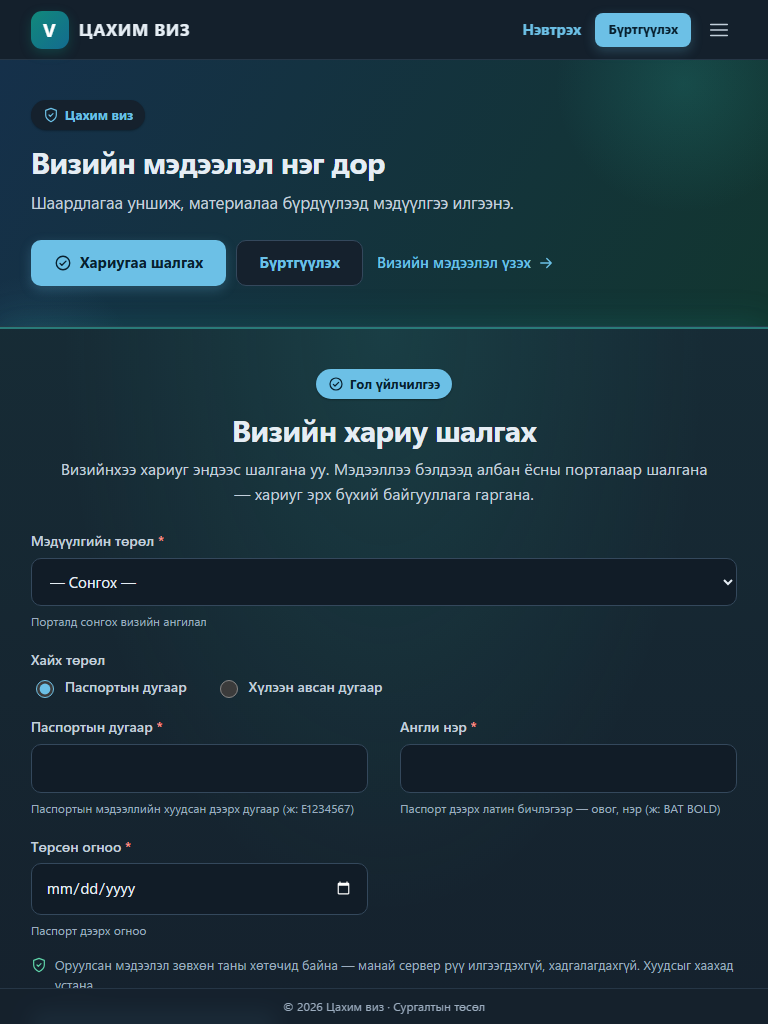 V ЦАХИМ ВИЗ
Нэвтрэх
Бүртгүүлэх
Цахим виз
Визийн мэдээлэл нэг дор
Шаардлагаа уншиж, материалаа бүрдүүлээд мэдүүлгээ илгээнэ.
Хариугаа шалгах
Бүртгүүлэх
Визийн мэдээлэл үзэх →
Гол үйлчилгээ
Визийн хариу шалгах
Визийнхээ хариуг эндээс шалгана уу. Мэдээллээ бэлдээд албан ёсны порталаар шалгана
— хариуг эрх бүхий байгууллага гаргана.
Мэдүүлгийн төрөл *
— Сонгох —
Порталд сонгох визийн ангилал
Хайх төрөл
Паспортын дугаар
Хүлээн авсан дугаар
Паспортын дугаар *
Англи нэр *
Паспортын мэдээллийн хуудсан дээрх дугаар (ж: E1234567)
Паспорт дээрх латин бичлэгээр — овог, нэр (ж: BAT BOLD)
Төрсөн огноо *
mm/dd/yyyy
Паспорт дээрх огноо
Оруулсан мэдээлэл зөвхөн таны хөтөчид байна — манай сервер рүү илгээгдэхгүй, хадгалагдахгүй. Хуудсыг хаахад
устана.
© 2026 Цахим виз · Сургалтын төсөл